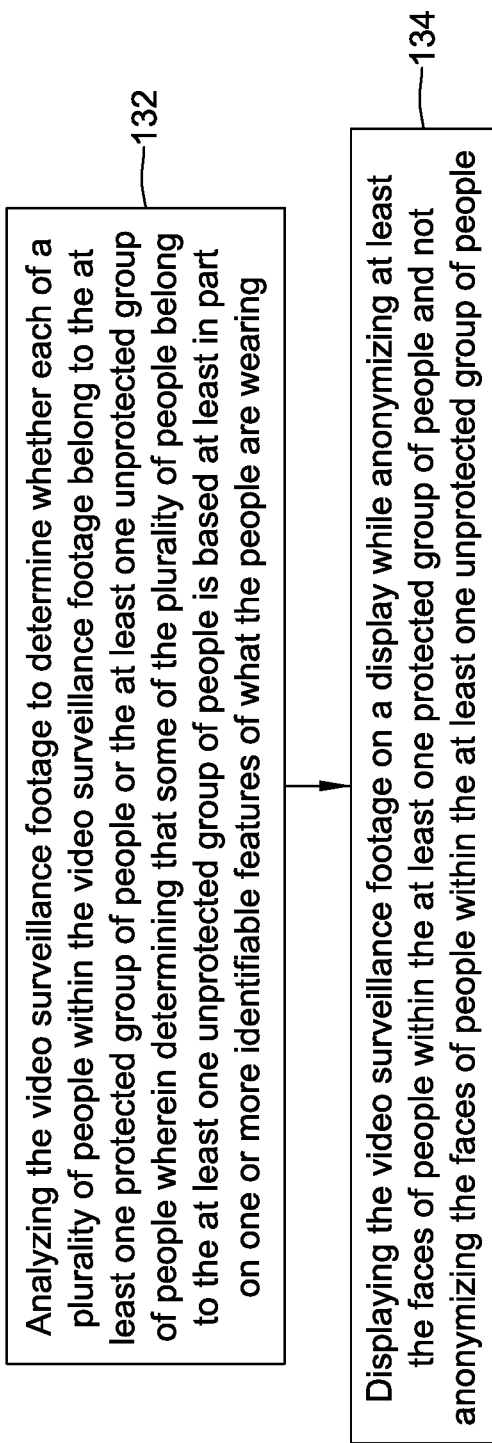 Analyzing the video surveillance footage to determine whether each of a
plurality of people within the video surveillance footage belong to the at
least one protected group of people or the at least one unprotected group
of people wherein determining that some of the plurality of people belong
to the at least one unprotected group of people is based at least in part
on one or more identifiable features of what the people are wearing
132
Displaying the video surveillance footage on a display while anonymizing at least
the faces of people within the at least one protected group of people and not
anonymizing the faces of people within the at least one unprotected group of people
134